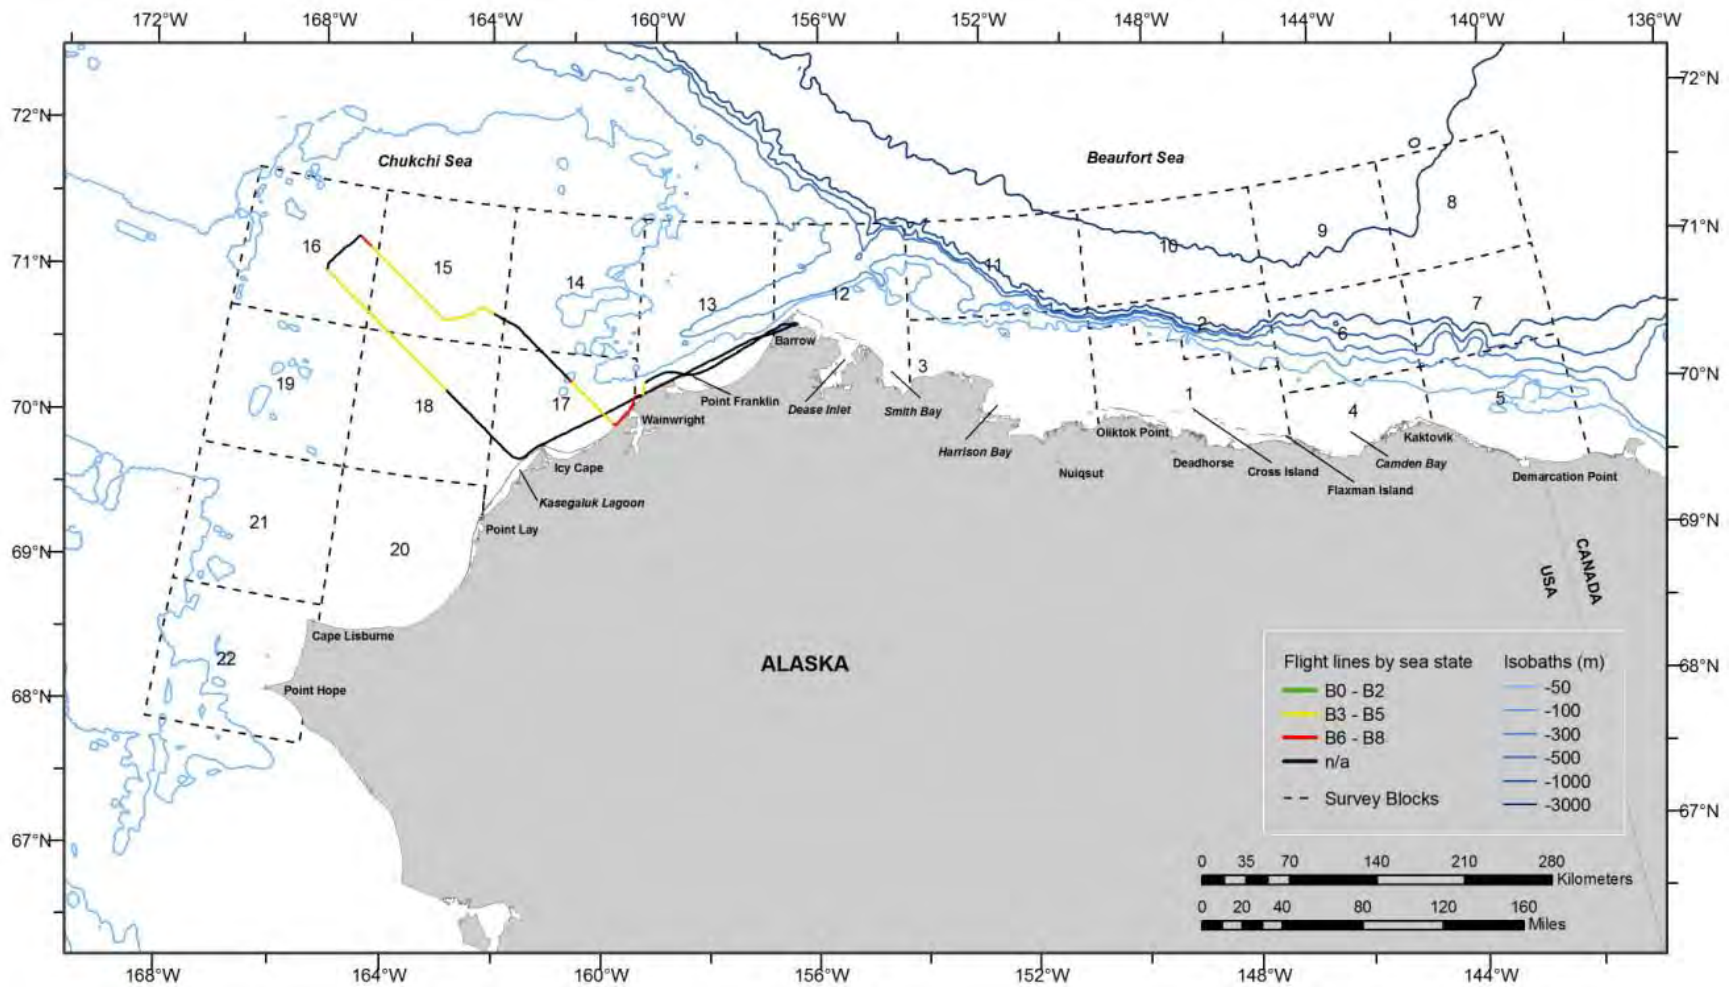 168°W 164°W 160°W 156°W 152°W 148°W 144°W 140°W 136°W
72°N 72°N
Chukchi Sea Beaufort Sea
8
9
16 10
71°N 71°N
15 11
14
13 12 7
2 6
Barrow
70°N 70°N
19 3
18 17 Point Franklin Dease Inlet Smith Bay 1 4 5
Wainwright
Oliktok Point Kaktovik
Harrison Bay
Icy Cape Nuiqsut Deadhorse Cross Island Camden Bay Demarcation Point
Flaxman Island
Kasegaluk Lagoon
21 Point Lay
69°N 69°N
20
USA CANADA
Cape Lisburne
22
ALASKA
68°N 68°N
Point Hope
Flight lines by sea state
B0 - B2
B3 - B5
B6 - B8
n/a
Survey Blocks
Isobaths (m)
-50
-100
-300
-500
-1000
-3000
67°N 67°N
0 35 70 140 210 280
Kilometers
0 20 40 80 120 160
Miles
168°W 164°W 160°W 156°W 152°W 148°W 144°W